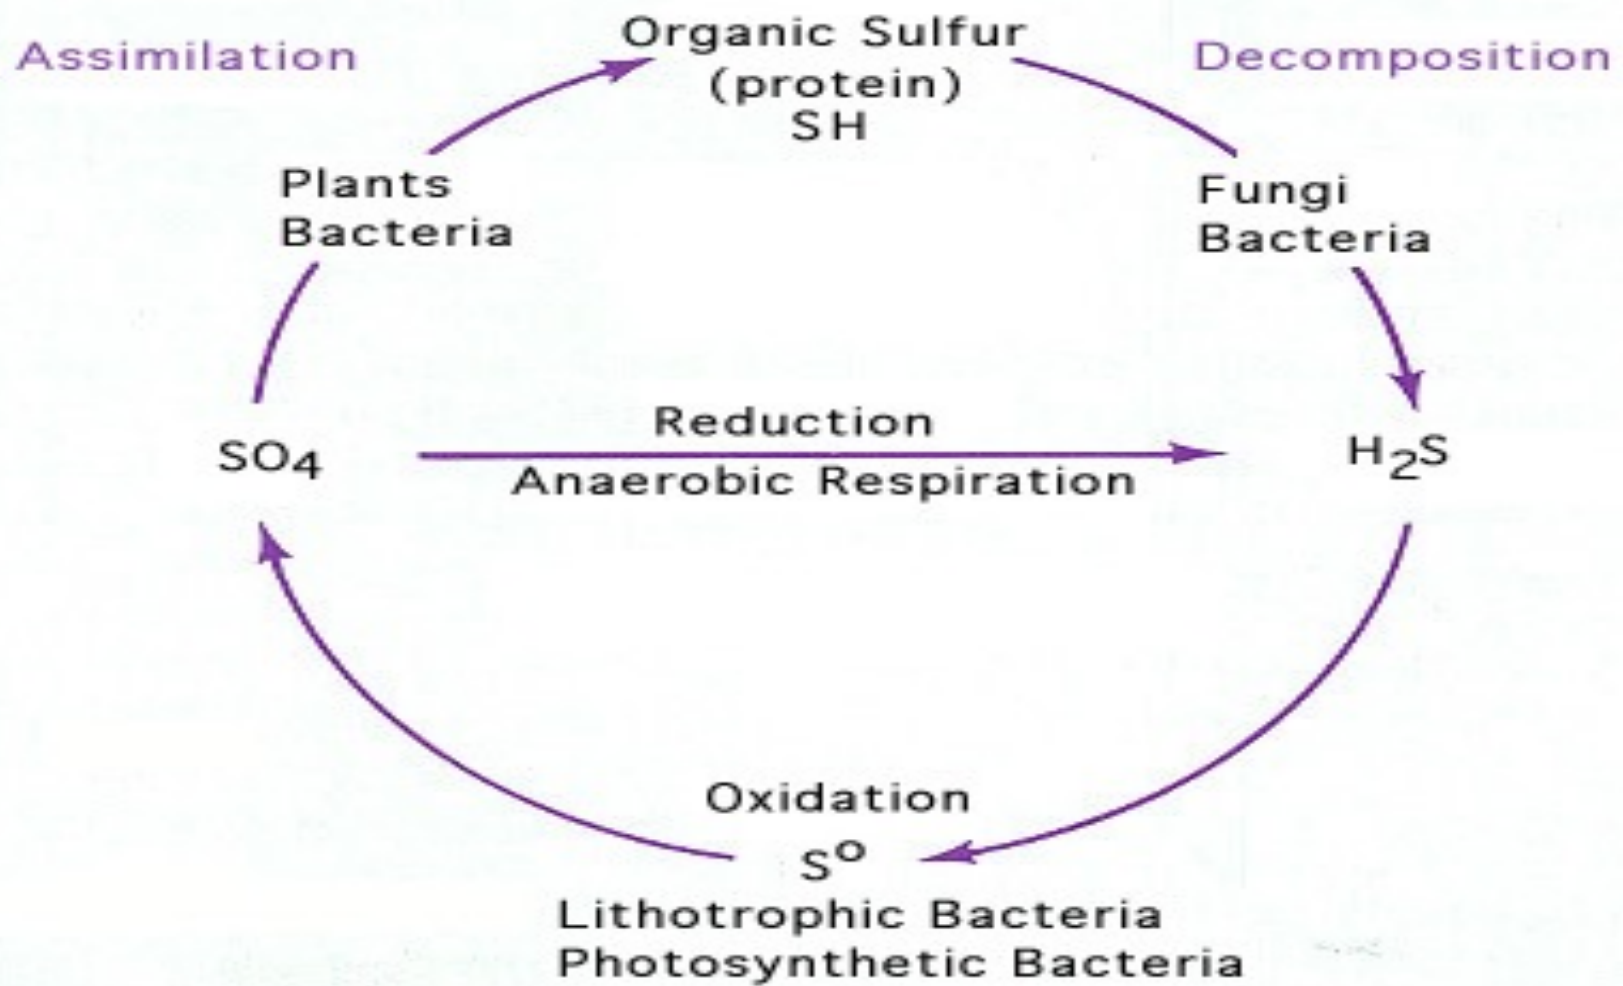 Assimilation
Organic Sulfur
(protein)
SH
Decomposition
Plants
Bacteria
Fungi
Bacteria
SO4
Reduction
Anaerobic Respiration
H2S
Oxidation
S°
Lithotrophic Bacteria
Photosynthetic Bacteria